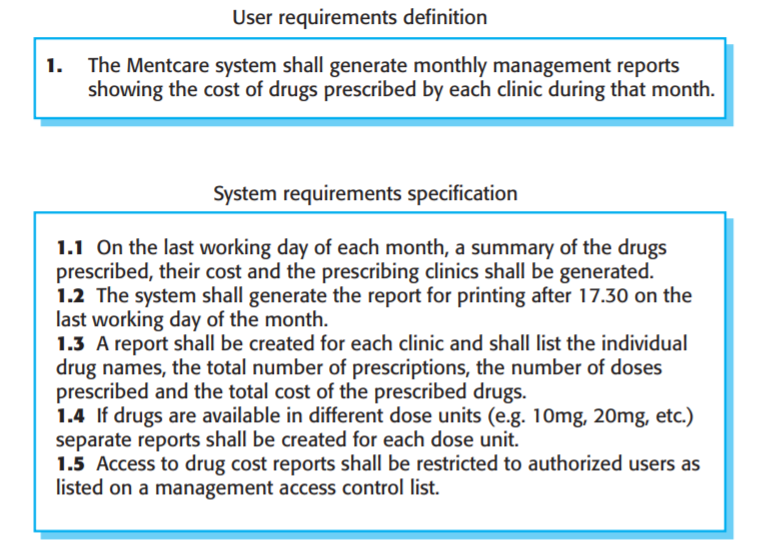 User requirements definition
1. The Mentcare system shall generate monthly management reports
showing the cost of drugs prescribed by each clinic during that month.
System requirements specification
1.1 On the last working day of each month, a summary of the drugs
prescribed, their cost and the prescribing clinics shall be generated.
1.2 The system shall generate the report for printing after 17.30 on the
last working day of the month.
1.3 A report shall be created for each clinic and shall list the individual
drug names, the total number of prescriptions, the number of doses
prescribed and the total cost of the prescribed drugs.
1.4 If drugs are available in different dose units (e.g. 10mg, 20mg, etc.)
separate reports shall be created for each dose unit.
1.5 Access to drug cost reports shall be restricted to authorized users as
listed on a management access control list.